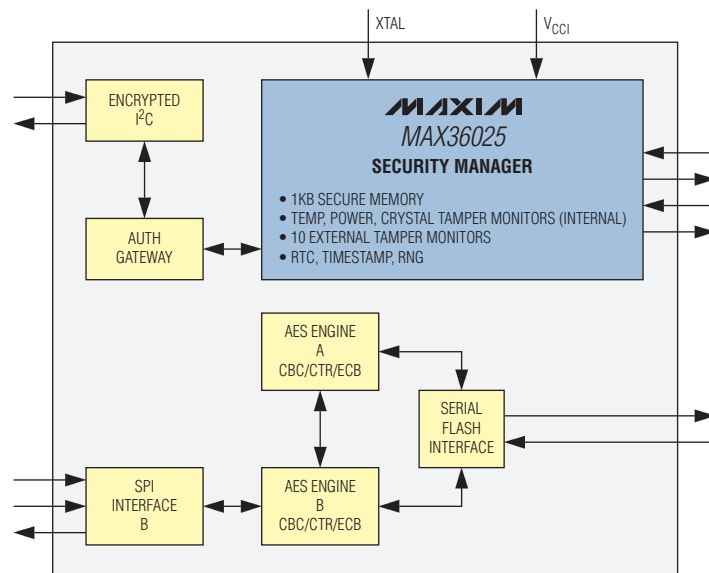 XTAL
VCCI
ENCRYPTED
I²C
MAXIM
MAX36025
SECURITY MANAGER
• 1KB SECURE MEMORY
• TEMP, POWER, CRYSTAL TAMPER MONITORS (INTERNAL)
• 10 EXTERNAL TAMPER MONITORS
• RTC, TIMESTAMP, RNG
AUTH
GATEWAY
AES ENGINE
A
CBC/CTR/ECB
SERIAL
FLASH
INTERFACE
SPI
INTERFACE
B
AES ENGINE
B
CBC/CTR/ECB